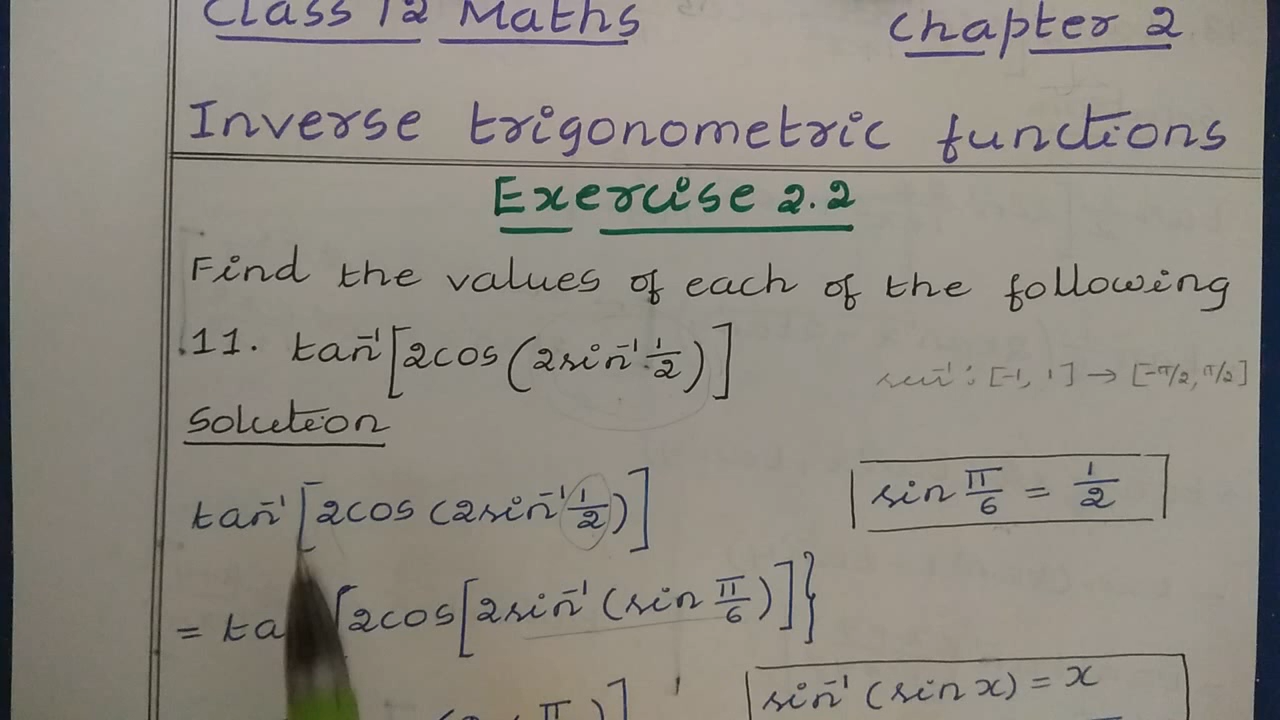 Class 12 Maths Chapter 2
Inverse trigonometric functions
Exercise 2.2
Find the values of each of the following
11. tan⁻¹[2cos(2sin⁻¹ 1/2)]
sin⁻¹ : [-1, 1] → [-π/2, π/2]
Solution
tan⁻¹[2cos(2sin⁻¹ 1/2)]
sin π/6 = 1/2
= ta [2cos[2sin⁻¹(sin π/6)]}
sin⁻¹(sin x) = x
π )]